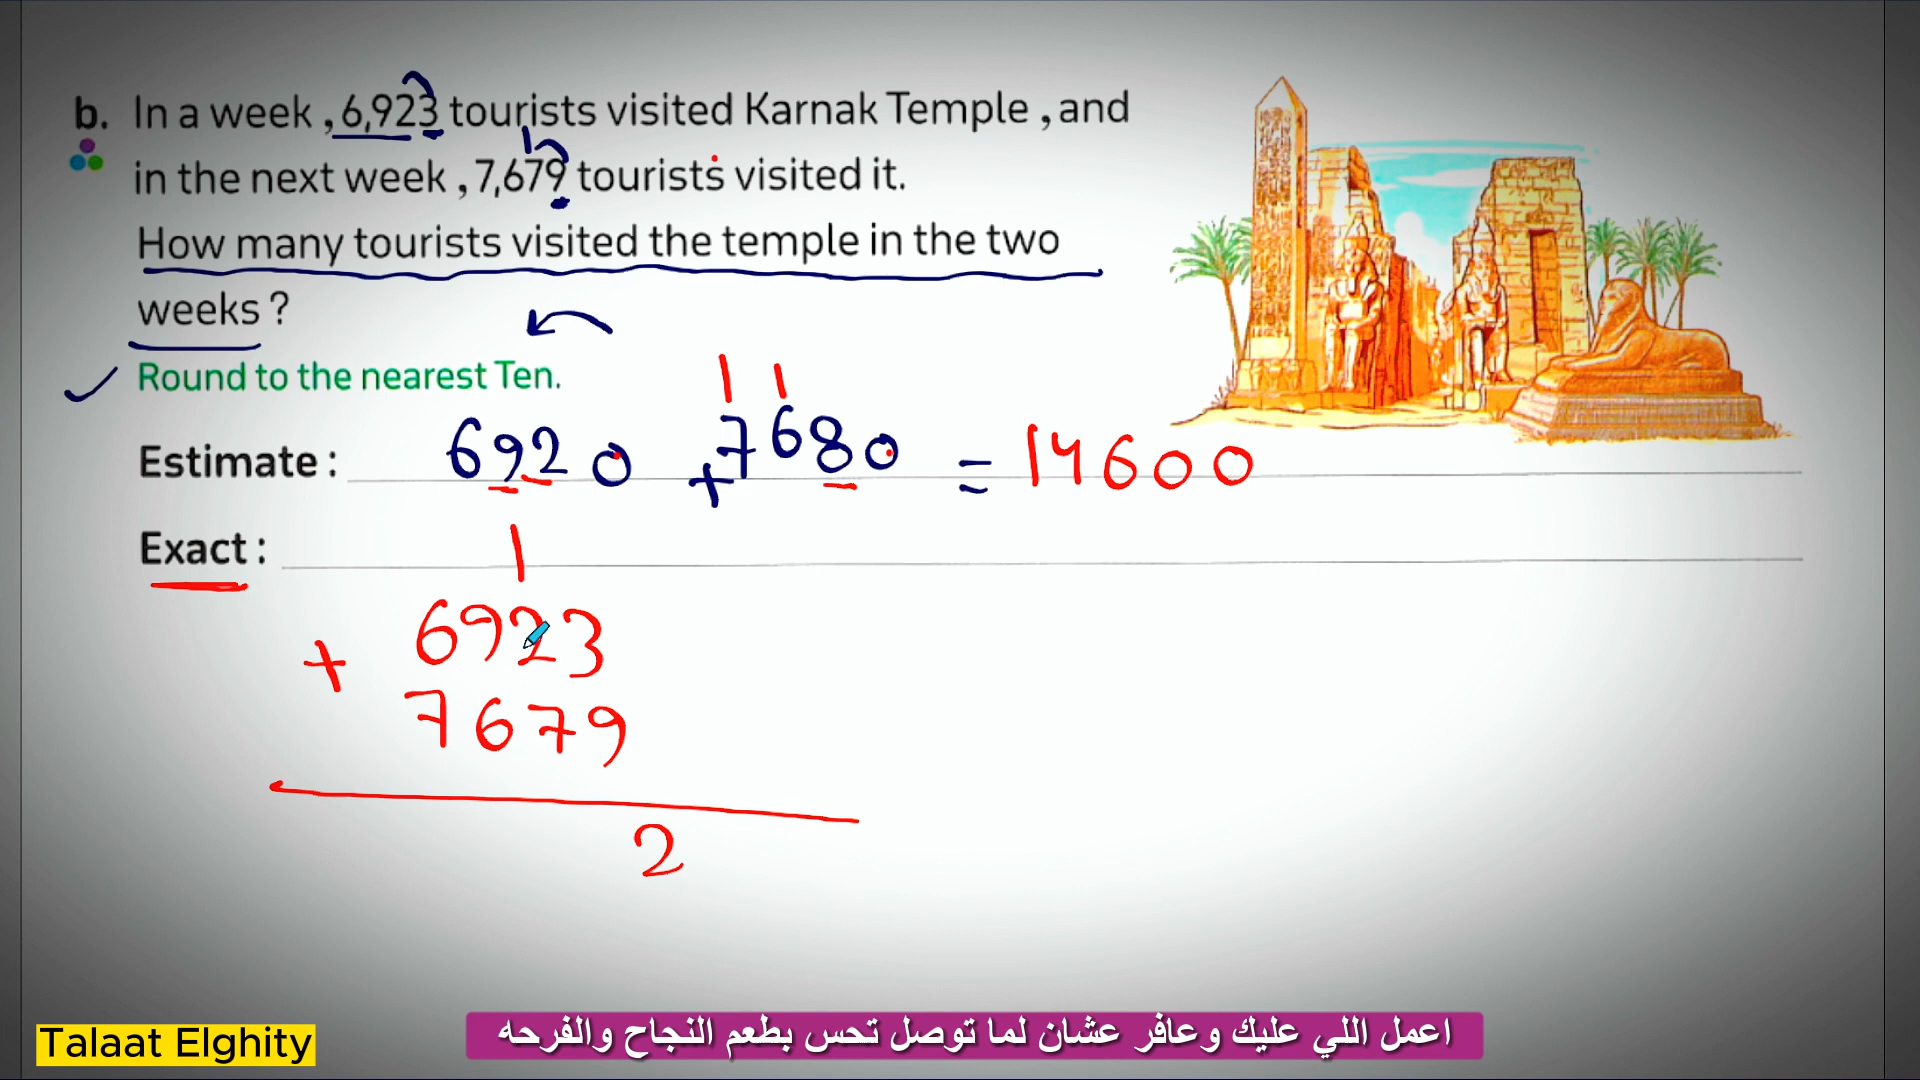 b. In a week , 6,923 tourists visited Karnak Temple , and
in the next week , 7,679 tourists visited it.
How many tourists visited the temple in the two
weeks ?
Round to the nearest Ten.
1 1
Estimate : 6920 + 7680 = 14600
Exact :
1
6923
+
7679
2
Talaat Elghity
اعمل اللي عليك وعافر عشان لما توصل تحس بطعم النجاح والفرحه